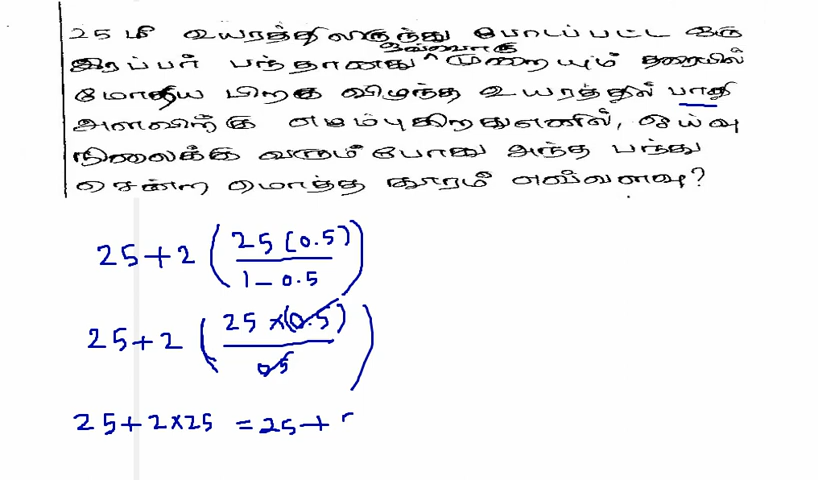 25 மீ உயரத்திலிருந்து போடப்பட்ட ஒரு
இரப்பர் பந்தானது ஒவ்வொரு முறையும் தரையில்
மோதிய பிறகு விழுந்த உயரத்தில் பாதி
அளவிற்கு எழும்புகிறது எனில், ஓய்வு
நிலைக்கு வரும் போது அந்த பந்து
சென்ற மொத்த தூரம் எவ்வளவு?
25 + 2 ( 25 (0.5) / 1 - 0.5 )
25 + 2 ( 25 × (0.5) / 0.5 )
25 + 2 × 25 = 25 +